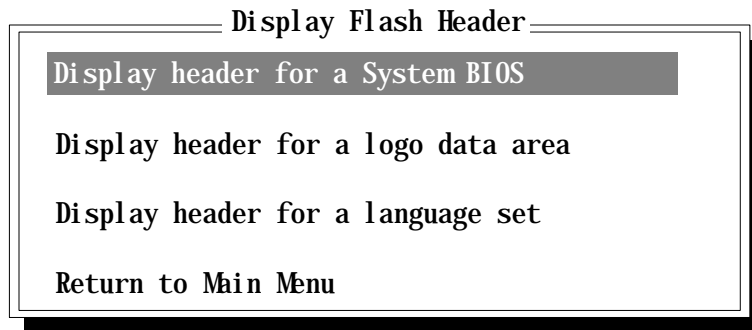 Display Flash Header
Display header for a System BIOS
Display header for a logo data area
Display header for a language set
Return to Main Menu